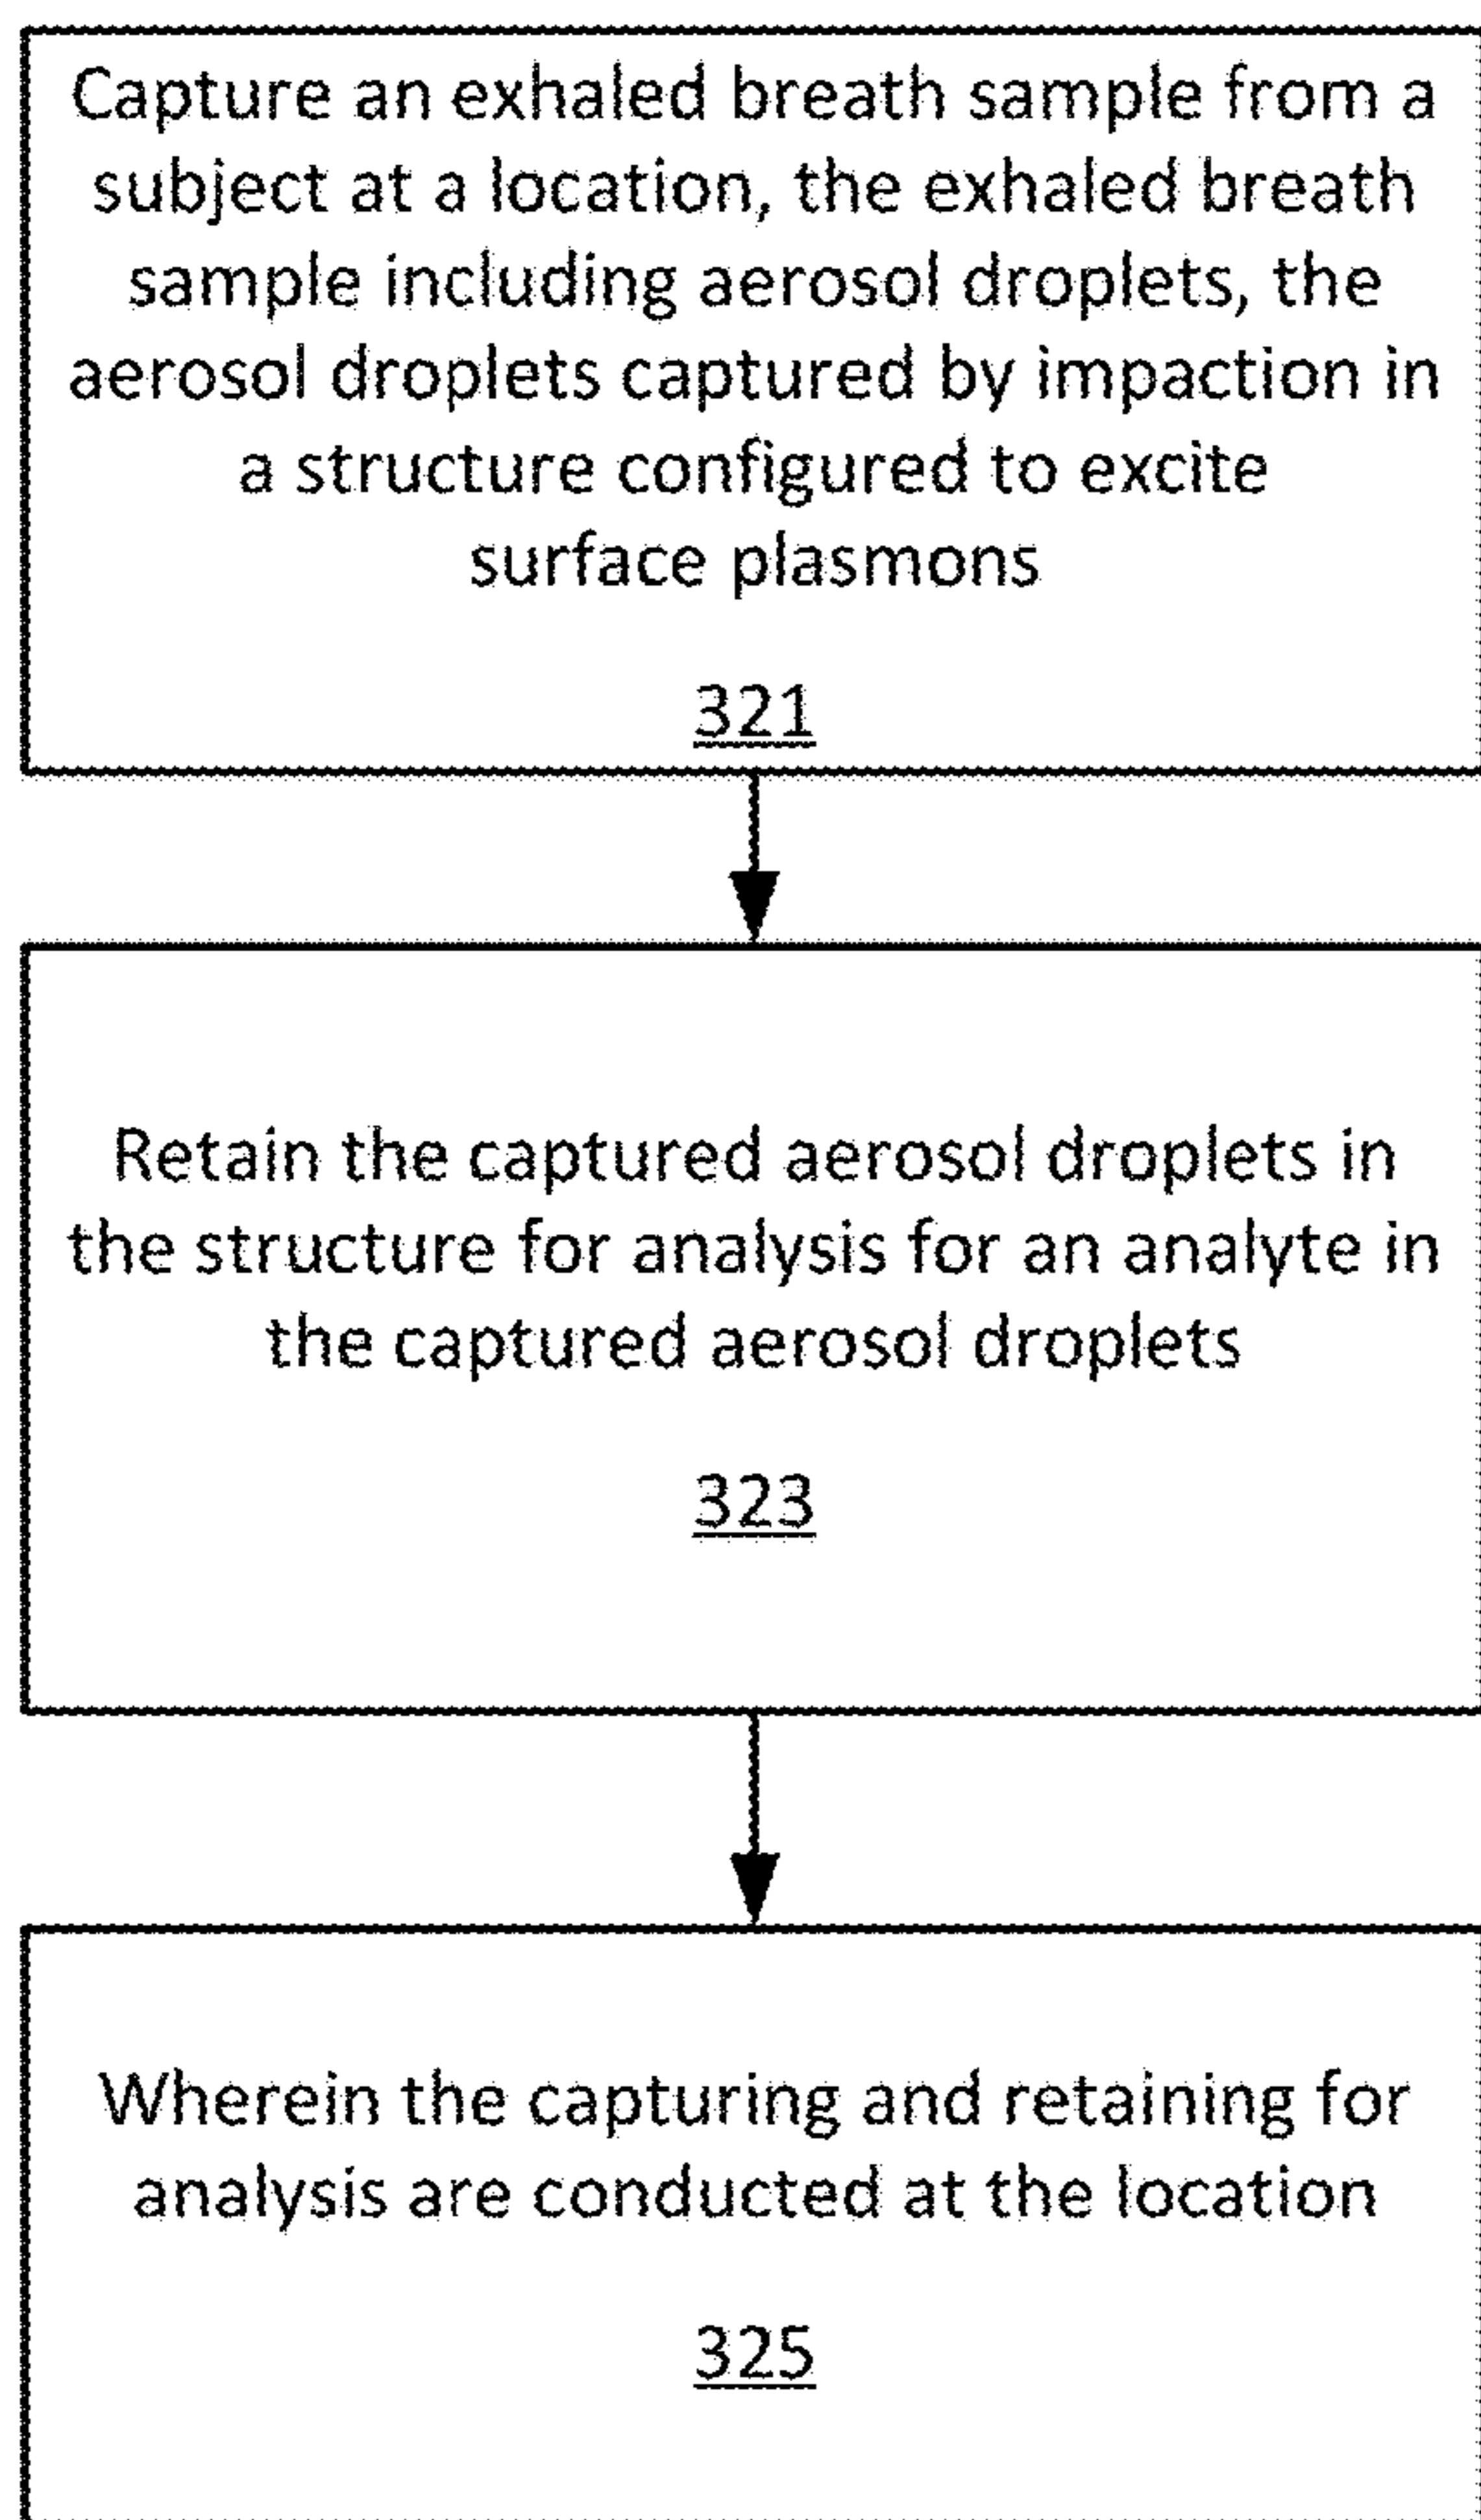 Capture an exhaled breath sample from a
subject at a location, the exhaled breath
sample including aerosol droplets, the
aerosol droplets captured by impaction in
a structure configured to excite
surface plasmons
321
Retain the captured aerosol droplets in
the structure for analysis for an analyte in
the captured aerosol droplets
323
Wherein the capturing and retaining for
analysis are conducted at the location
325